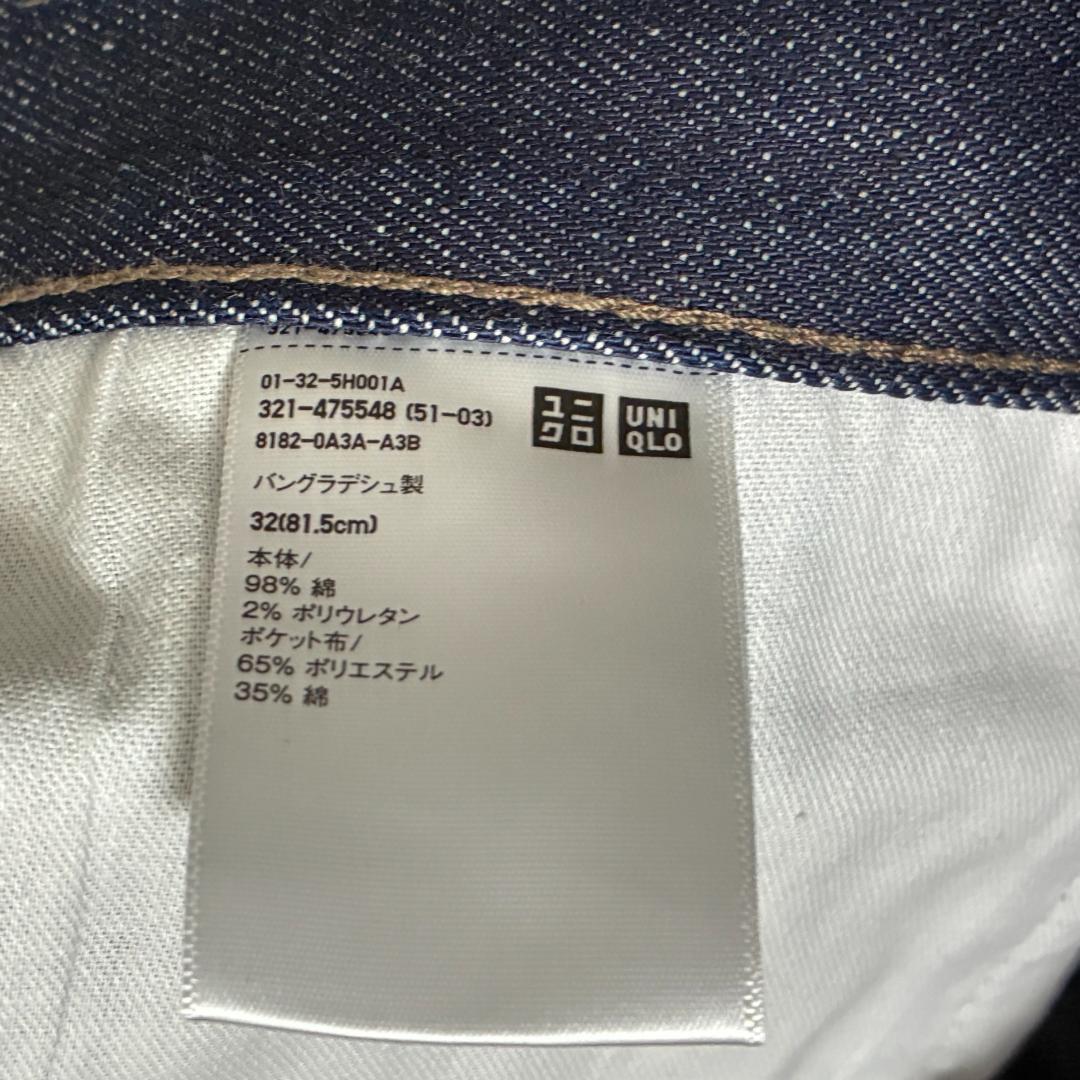 01-32-5H001A
321-475548 (51-03)
8182-0A3A-A3B
ユニクロ
UNIQLO
バングラデシュ製
32(81.5cm)
本体/
98% 綿
2% ポリウレタン
ポケット布/
65% ポリエステル
35% 綿